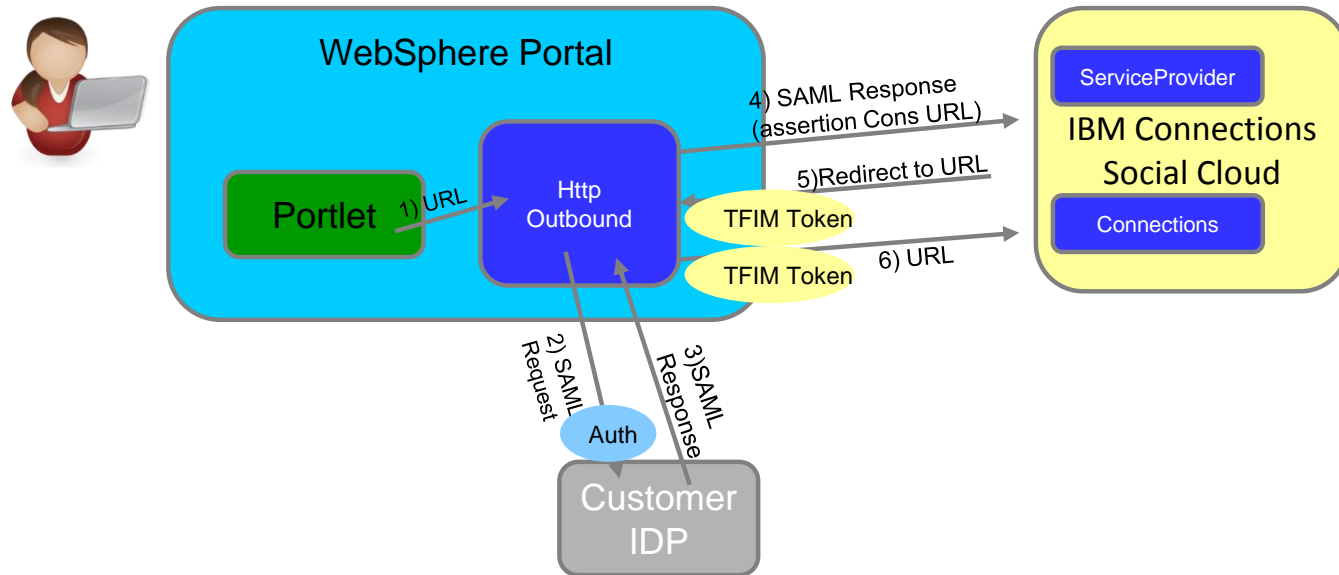 WebSphere Portal
ServiceProvider
IBM Connections
Social Cloud
Connections
4) SAML Response
(assertion Cons URL)
5)Redirect to URL
TFIM Token
TFIM Token
6) URL
Http
Outbound
Portlet
1) URL
2) SAML
Request
3)SAML
Response
Auth
Customer
IDP